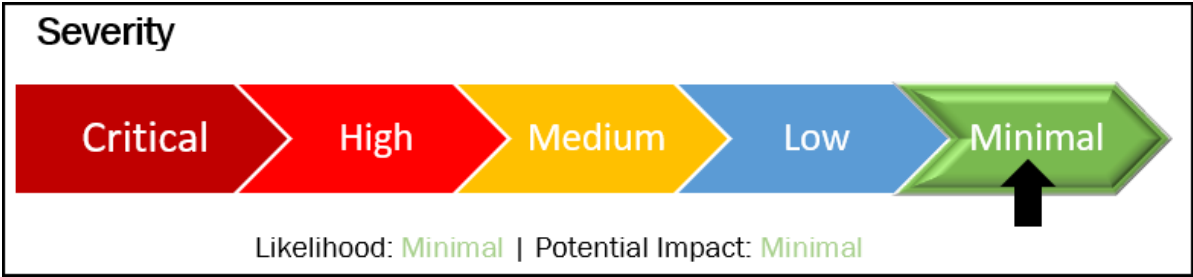 Severity
Critical High Medium Low Minimal
Likelihood: Minimal | Potential Impact: Minimal